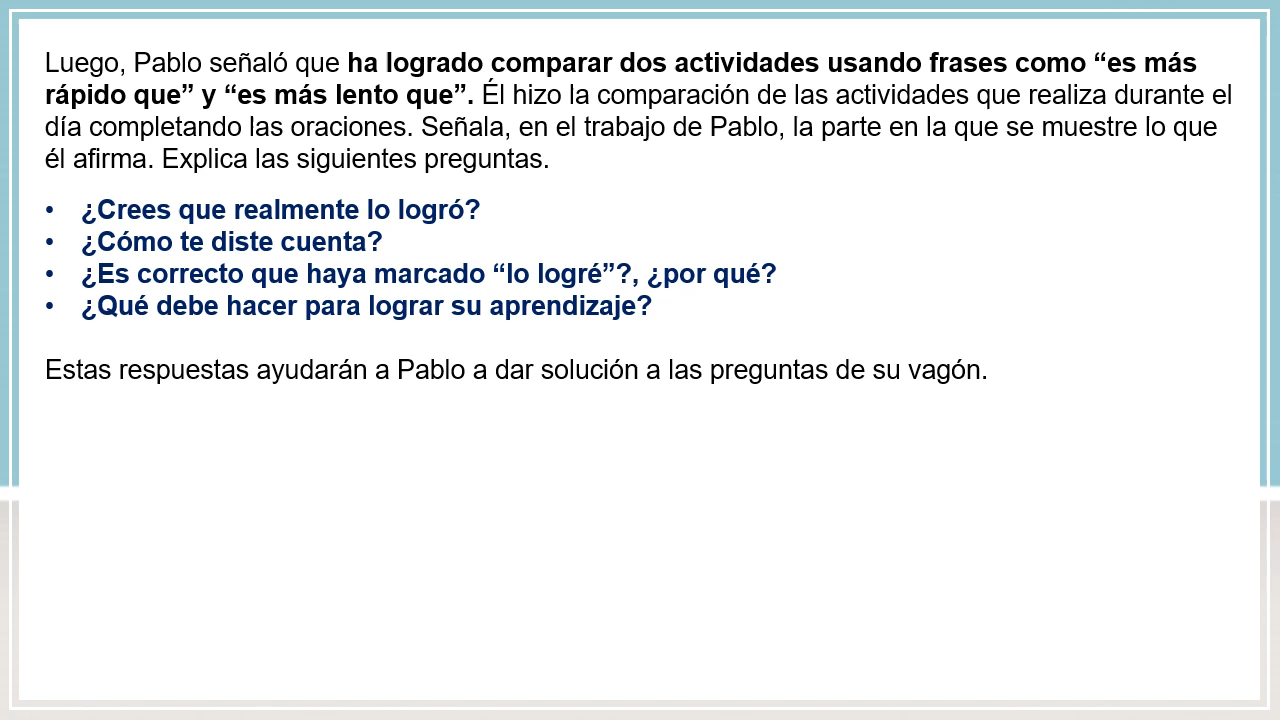 Luego, Pablo señaló que ha logrado comparar dos actividades usando frases como “es más
rápido que” y “es más lento que”. Él hizo la comparación de las actividades que realiza durante el
día completando las oraciones. Señala, en el trabajo de Pablo, la parte en la que se muestre lo que
él afirma. Explica las siguientes preguntas.
• ¿Crees que realmente lo logró?
• ¿Cómo te diste cuenta?
• ¿Es correcto que haya marcado “lo logré”?, ¿por qué?
• ¿Qué debe hacer para lograr su aprendizaje?
Estas respuestas ayudarán a Pablo a dar solución a las preguntas de su vagón.